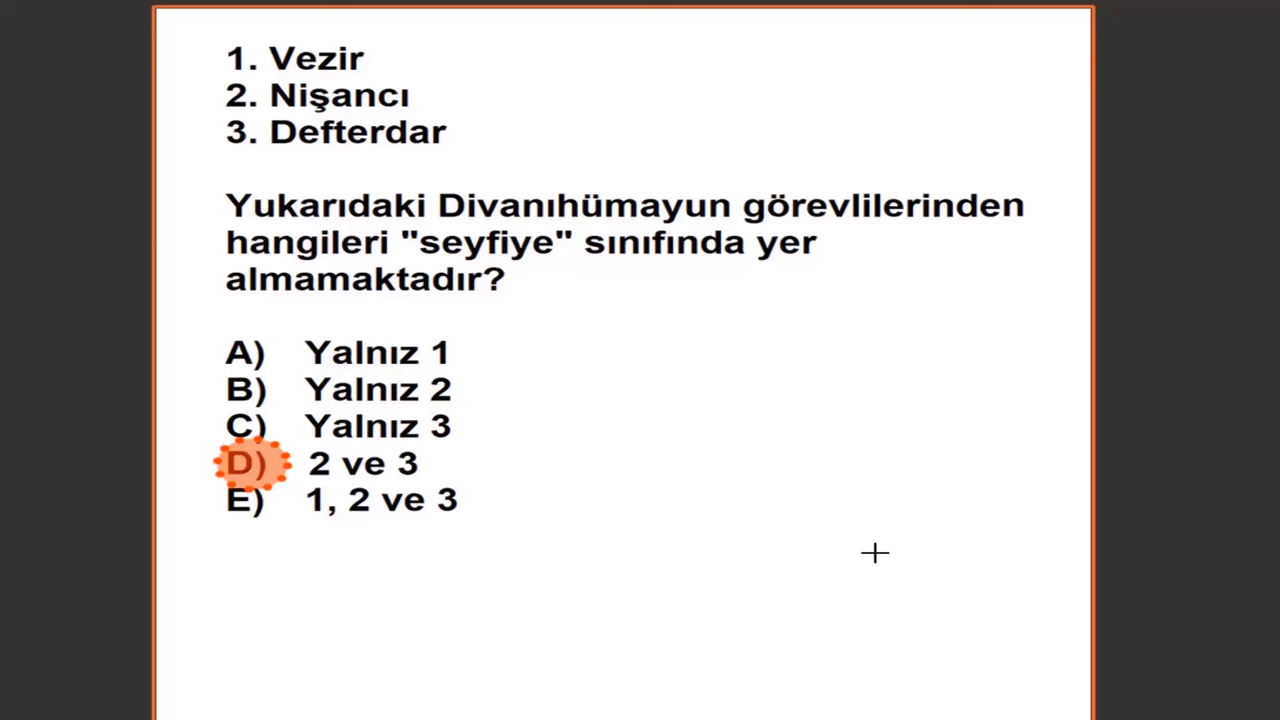 1. Vezir
2. Nişancı
3. Defterdar
Yukarıdaki Divanıhümayun görevlilerinden
hangileri "seyfiye" sınıfında yer
almamaktadır?
A) Yalnız 1
B) Yalnız 2
C) Yalnız 3
D) 2 ve 3
E) 1, 2 ve 3